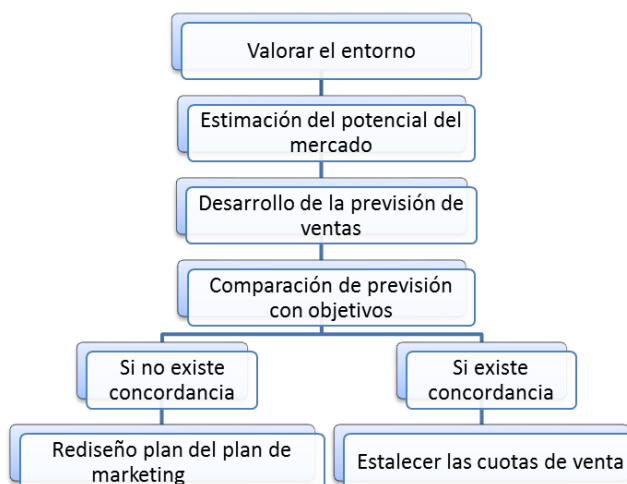 Valorar el entorno
Estimación del potencial del
mercado
Desarrollo de la previsión de
ventas
Comparación de previsión
con objetivos
Si no existe
concordancia
Si existe
concordancia
Rediseño plan del plan de
marketing
Estalecer las cuotas de venta